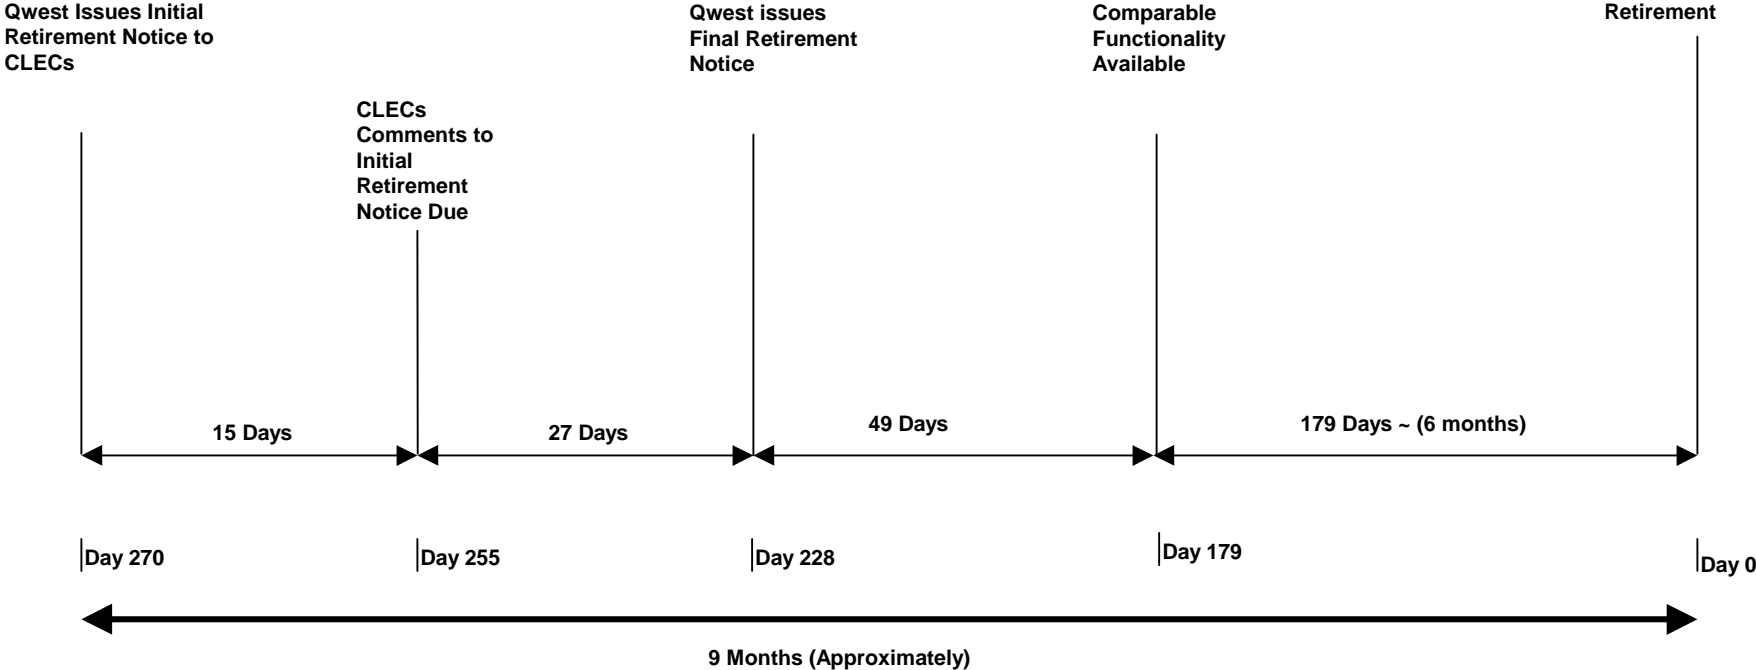 Qwest Issues Initial
Retirement Notice to
CLECs
CLECs
Comments to
Initial
Retirement
Notice Due
Qwest issues
Final Retirement
Notice
Comparable
Functionality
Available
Retirement
15 Days
27 Days
49 Days
179 Days ~ (6 months)
Day 270
Day 255
Day 228
Day 179
Day 0
9 Months (Approximately)